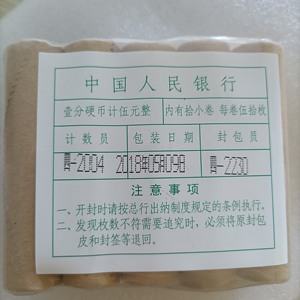 中国人民银行
壹分硬币计伍元整 内有拾小卷 每卷伍拾枚
计数员 包装日期 封包员
2004 2018年05月09日 2230
注意事项
一、开封时请按总行出纳制度规定的条例执行。
二、发现枚数不符需要追究时，必须将原封包
皮和封签等退回。